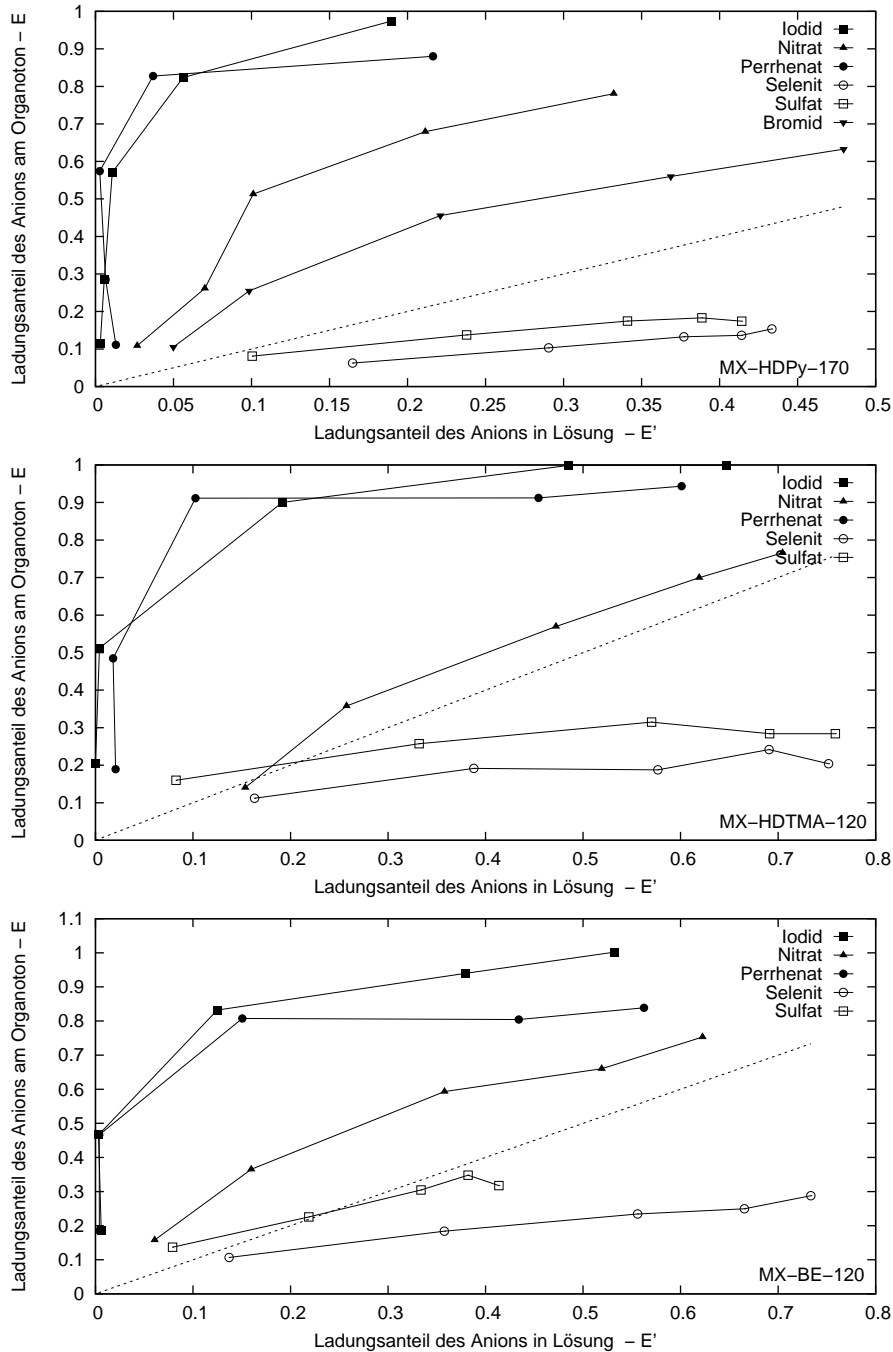 Ladungsanteil des Anions am Organoton − E
1
0.9
0.8
0.7
0.6
0.5
0.4
0.3
0.2
0.1
0
Iodid
Nitrat
Perrhenat
Selenit
Sulfat
Bromid
MX−HDPy−170
0 0.05 0.1 0.15 0.2 0.25 0.3 0.35 0.4 0.45 0.5
Ladungsanteil des Anions in Lösung − E'
Ladungsanteil des Anions am Organoton − E
1
0.9
0.8
0.7
0.6
0.5
0.4
0.3
0.2
0.1
0
Iodid
Nitrat
Perrhenat
Selenit
Sulfat
MX−HDTMA−120
0 0.1 0.2 0.3 0.4 0.5 0.6 0.7 0.8
Ladungsanteil des Anions in Lösung − E'
Ladungsanteil des Anions am Organoton − E
1.1
1
0.9
0.8
0.7
0.6
0.5
0.4
0.3
0.2
0.1
0
Iodid
Nitrat
Perrhenat
Selenit
Sulfat
MX−BE−120
0 0.1 0.2 0.3 0.4 0.5 0.6 0.7 0.8
Ladungsanteil des Anions in Lösung − E'